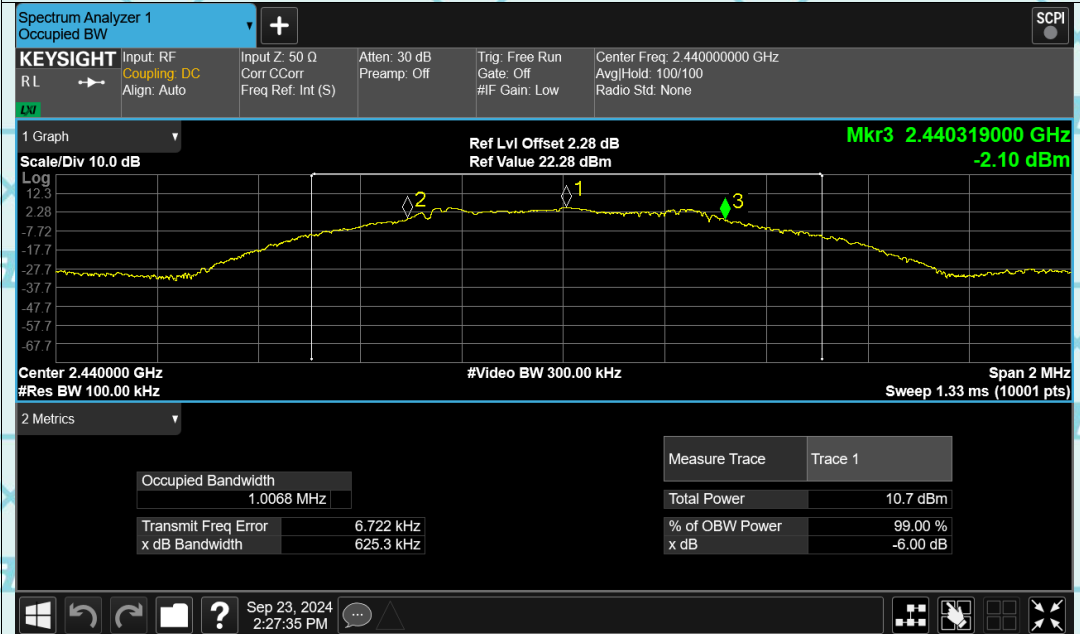 Spectrum Analyzer 1
Occupied BW
+
SCPI
KEYSIGHT
R L
LXI
Input: RF
Coupling: DC
Align: Auto
Input Z: 50 Ω
Corr CCorr
Freq Ref: Int (S)
Atten: 30 dB
Preamp: Off
Trig: Free Run
Gate: Off
#IF Gain: Low
Center Freq: 2.440000000 GHz
Avg|Hold: 100/100
Radio Std: None
1 Graph
Scale/Div 10.0 dB
Ref Lvl Offset 2.28 dB
Ref Value 22.28 dBm
Mkr3 2.440319000 GHz
-2.10 dBm
Log
12.3
2.28
-7.72
-17.7
-27.7
-37.7
-47.7
-57.7
-67.7
2
1
3
Center 2.440000 GHz
#Video BW 300.00 kHz
Span 2 MHz
#Res BW 100.00 kHz
Sweep 1.33 ms (10001 pts)
2 Metrics
Occupied Bandwidth
1.0068 MHz
Transmit Freq Error 6.722 kHz
x dB Bandwidth 625.3 kHz
Measure Trace Trace 1
Total Power 10.7 dBm
% of OBW Power 99.00 %
x dB -6.00 dB
?
Sep 23, 2024
2:27:35 PM